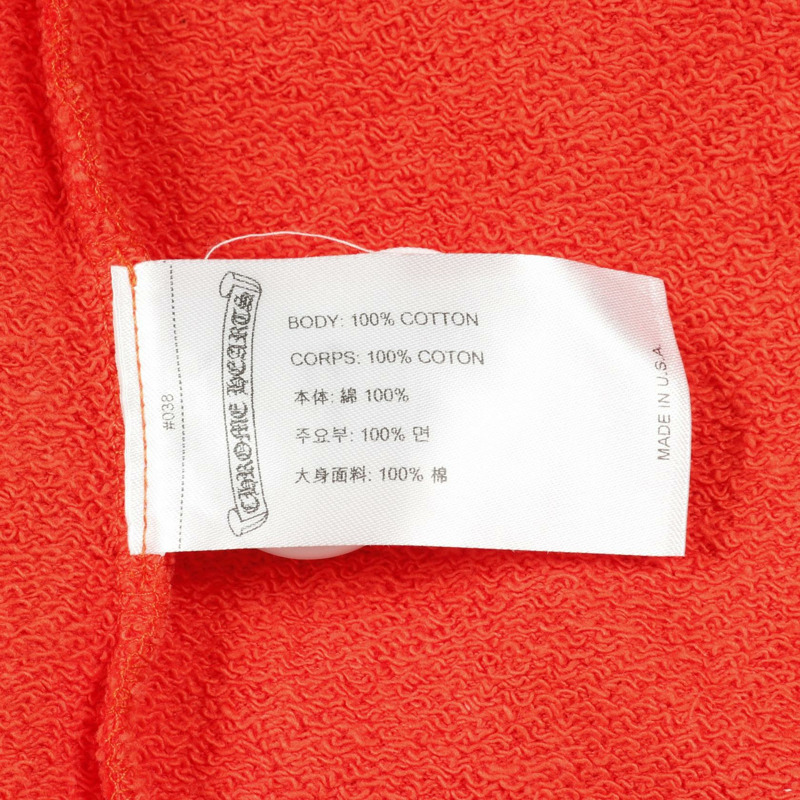 #038
CHROME HEARTS
BODY: 100% COTTON
CORPS: 100% COTON
本体: 綿 100%
주요부: 100% 면
大身面料: 100% 棉
MADE IN U.S.A.